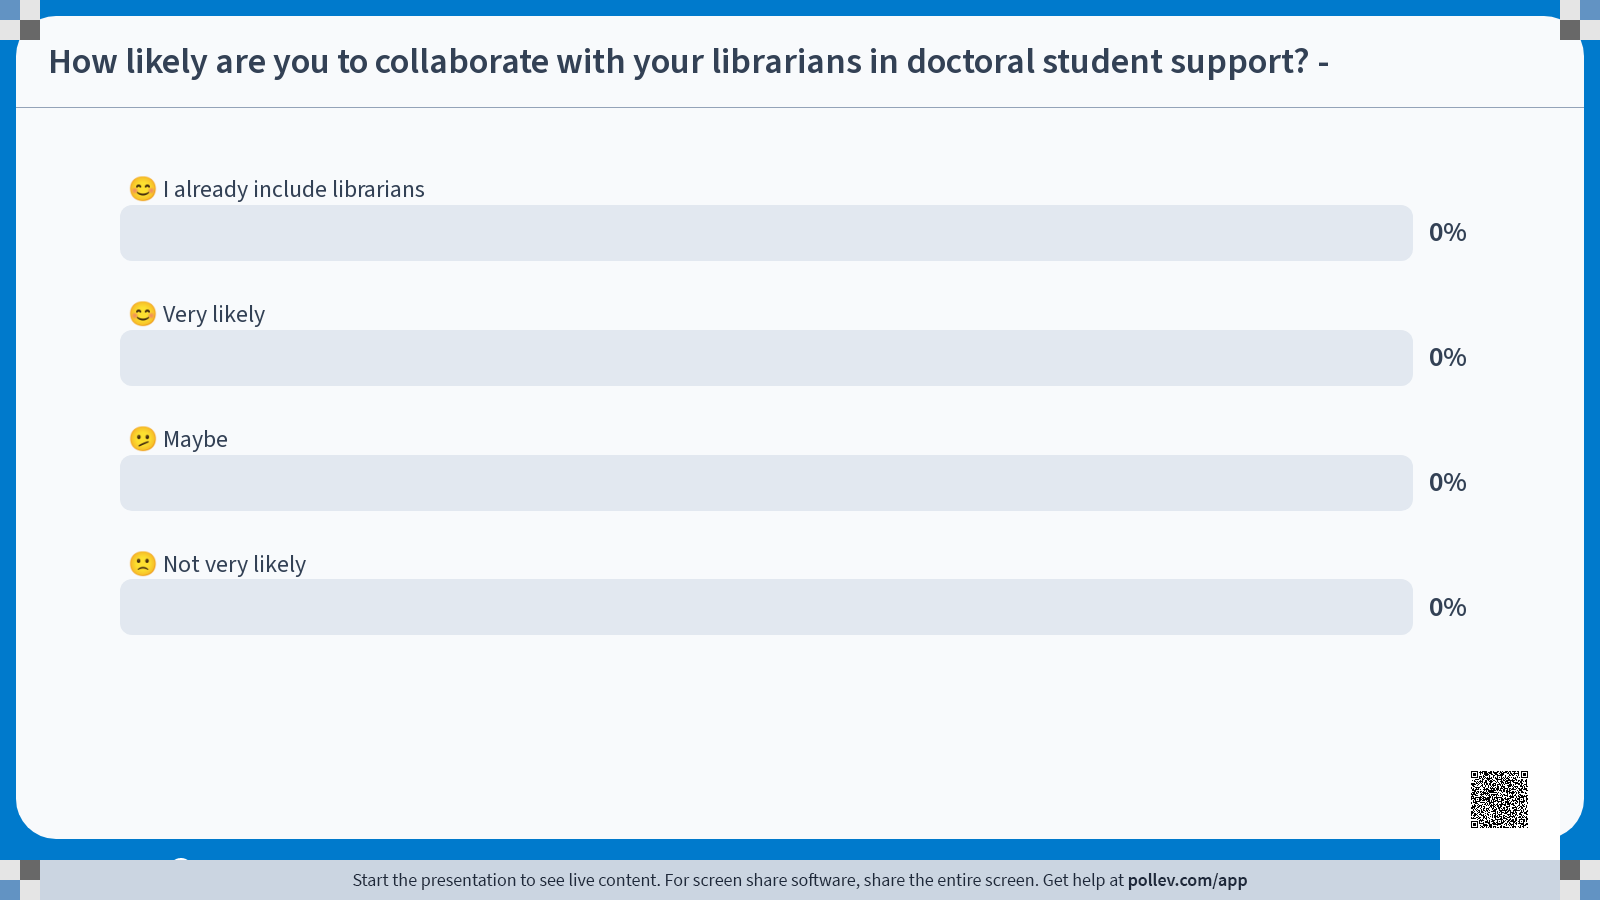 How likely are you to collaborate with your librarians in doctoral student support? -
😊 I already include librarians
0%
😊 Very likely
0%
🫤 Maybe
0%
🙁 Not very likely
0%
Start the presentation to see live content. For screen share software, share the entire screen. Get help at pollev.com/app